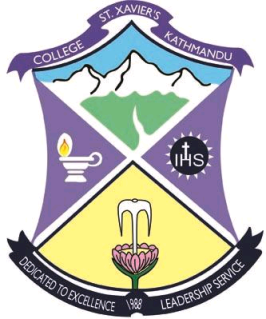 COLLEGE ST. XAVIER'S KATHMANDU
IHS
DEDICATED TO EXCELLENCE 1988 LEADERSHIP SERVICE